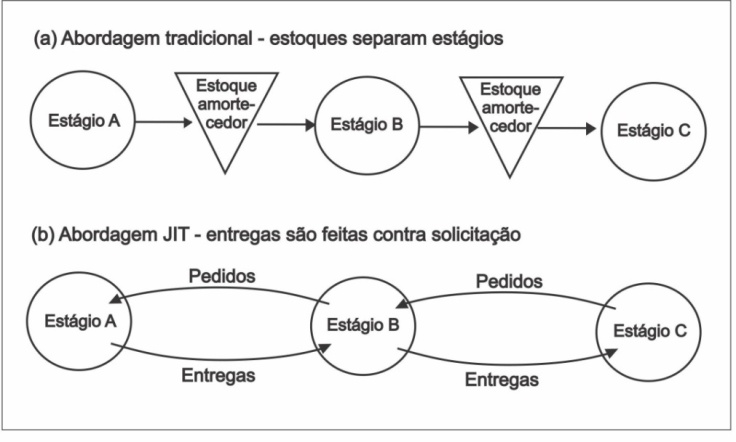 (a) Abordagem tradicional - estoques separam estágios
Estágio A
Estoque
amorte-
cedor
Estágio B
Estoque
amorte-
cedor
Estágio C
(b) Abordagem JIT - entregas são feitas contra solicitação
Pedidos
Pedidos
Estágio A
Estágio B
Estágio C
Entregas
Entregas